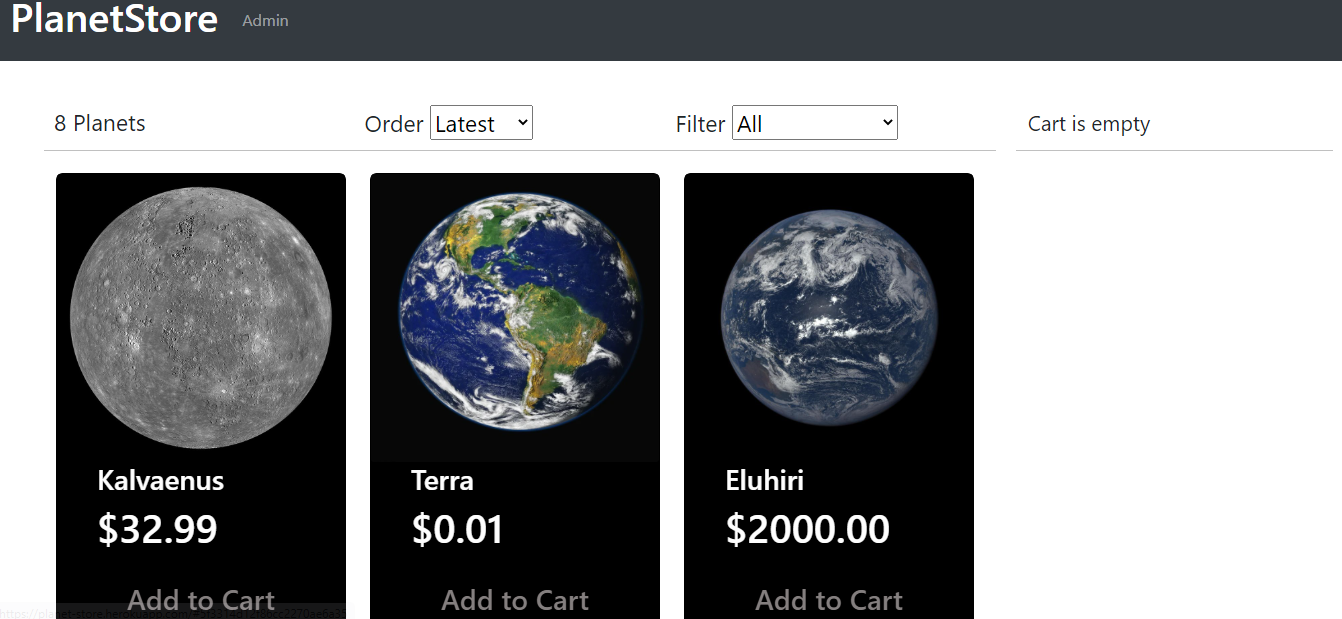 PlanetStore Admin
8 Planets Order Latest Filter All Cart is empty
Kalvaenus Terra Eluhiri
$32.99 $0.01 $2000.00
Add to Cart Add to Cart Add to Cart